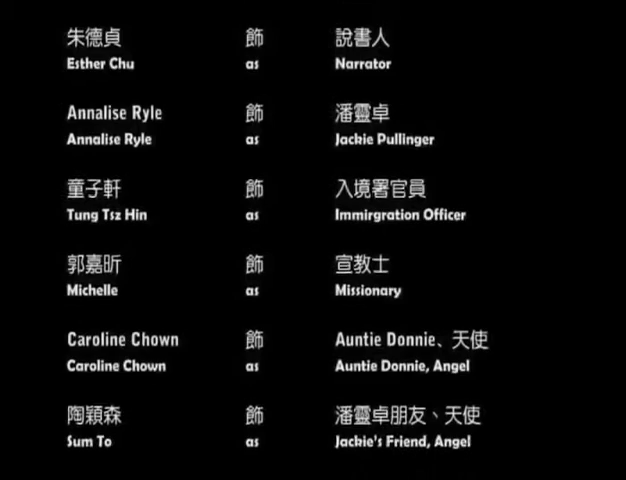 朱德貞 飾 說書人
Esther Chu as Narrator
Annalise Ryle 飾 潘靈卓
Annalise Ryle as Jackie Pullinger
童子軒 飾 入境署官員
Tung Tsz Hin as Immirgration Officer
郭嘉昕 飾 宣教士
Michelle as Missionary
Caroline Chown 飾 Auntie Donnie、天使
Caroline Chown as Auntie Donnie, Angel
陶穎森 飾 潘靈卓朋友、天使
Sum To as Jackie's Friend, Angel